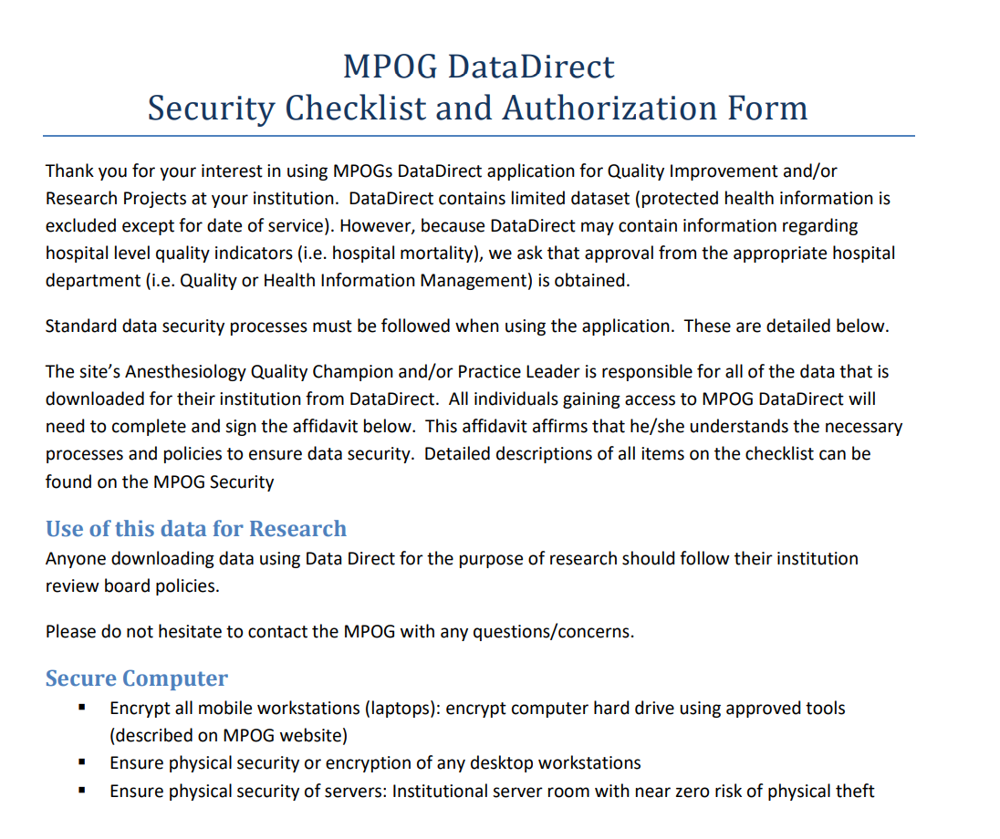 MPOG DataDirect
Security Checklist and Authorization Form
Thank you for your interest in using MPOGs DataDirect application for Quality Improvement and/or
Research Projects at your institution.  DataDirect contains limited dataset (protected health information is
excluded except for date of service). However, because DataDirect may contain information regarding
hospital level quality indicators (i.e. hospital mortality), we ask that approval from the appropriate hospital
department (i.e. Quality or Health Information Management) is obtained.
Standard data security processes must be followed when using the application.  These are detailed below.
The site’s Anesthesiology Quality Champion and/or Practice Leader is responsible for all of the data that is
downloaded for their institution from DataDirect.  All individuals gaining access to MPOG DataDirect will
need to complete and sign the affidavit below.  This affidavit affirms that he/she understands the necessary
processes and policies to ensure data security.  Detailed descriptions of all items on the checklist can be
found on the MPOG Security
Use of this data for Research
Anyone downloading data using Data Direct for the purpose of research should follow their institution
review board policies.
Please do not hesitate to contact the MPOG with any questions/concerns.
Secure Computer
▪ Encrypt all mobile workstations (laptops): encrypt computer hard drive using approved tools
(described on MPOG website)
▪ Ensure physical security or encryption of any desktop workstations
▪ Ensure physical security of servers: Institutional server room with near zero risk of physical theft